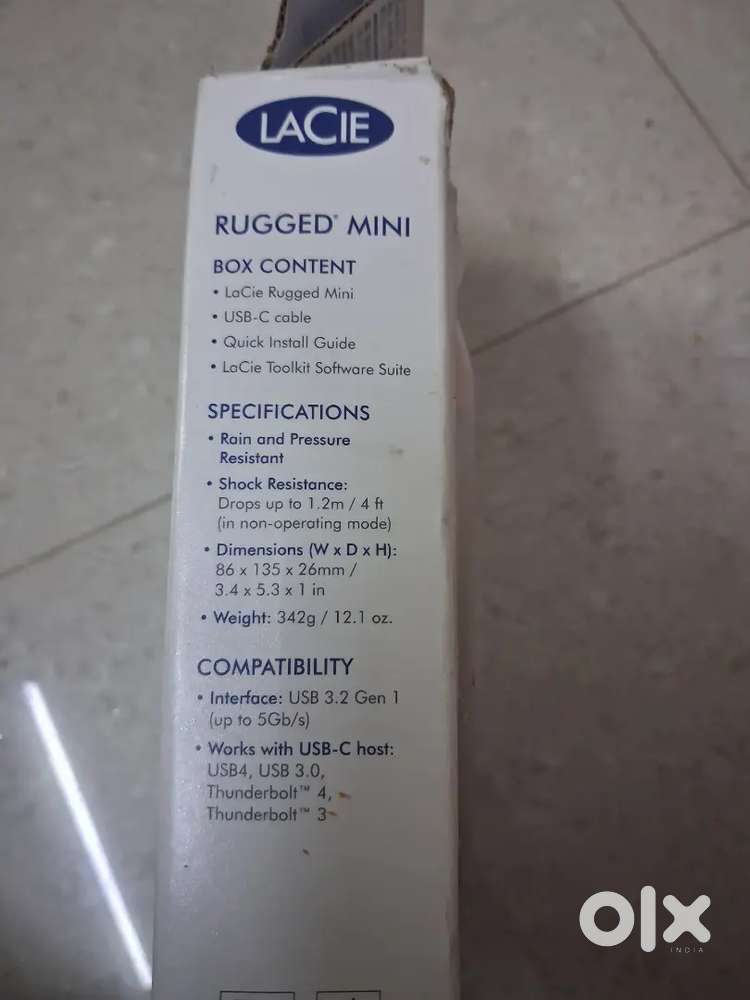 LACIE
RUGGED® MINI
BOX CONTENT
• LaCie Rugged Mini
• USB-C cable
• Quick Install Guide
• LaCie Toolkit Software Suite
SPECIFICATIONS
• Rain and Pressure
Resistant
• Shock Resistance:
Drops up to 1.2m / 4 ft
(in non-operating mode)
• Dimensions (W x D x H):
86 x 135 x 26mm /
3.4 x 5.3 x 1 in
• Weight: 342g / 12.1 oz.
COMPATIBILITY
• Interface: USB 3.2 Gen 1
(up to 5Gb/s)
• Works with USB-C host:
USB4, USB 3.0,
Thunderbolt™ 4,
Thunderbolt™ 3
olx
INDIA